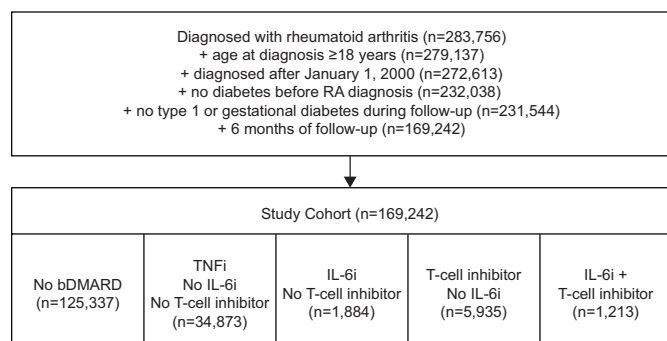 Diagnosed with rheumatoid arthritis (n=283,756)
+ age at diagnosis ≥18 years (n=279,137)
+ diagnosed after January 1, 2000 (n=272,613)
+ no diabetes before RA diagnosis (n=232,038)
+ no type 1 or gestational diabetes during follow-up (n=231,544)
+ 6 months of follow-up (n=169,242)
Study Cohort (n=169,242)
No bDMARD
(n=125,337)
TNFi
No IL-6i
No T-cell inhibitor
(n=34,873)
IL-6i
No T-cell inhibitor
(n=1,884)
T-cell inhibitor
No IL-6i
(n=5,935)
IL-6i +
T-cell inhibitor
(n=1,213)